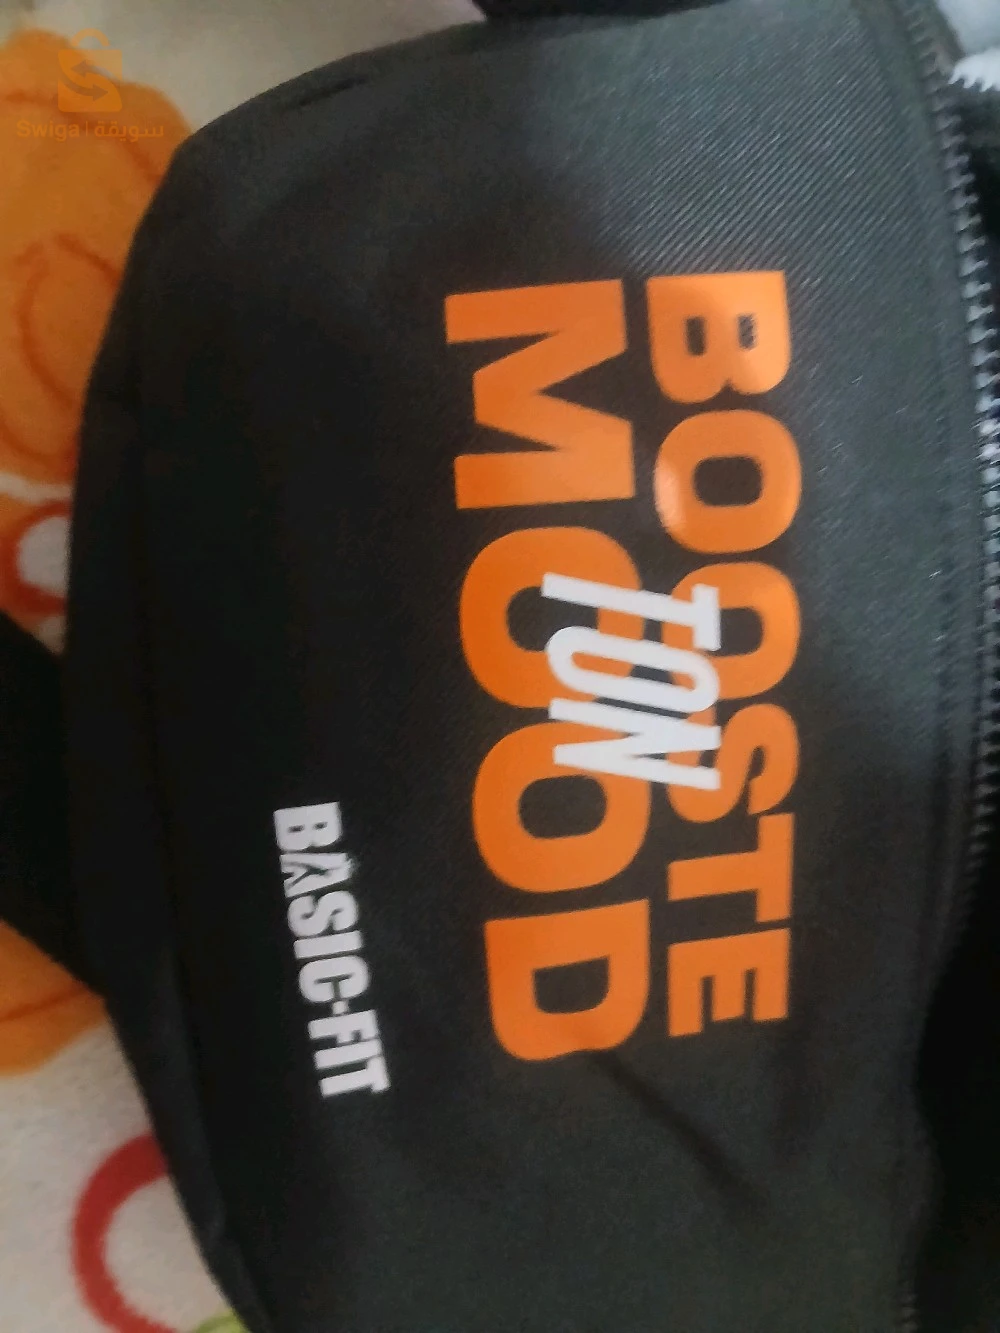 BOOSTE
TON
MOOD
BASIC-FIT
Swiga | سويقة